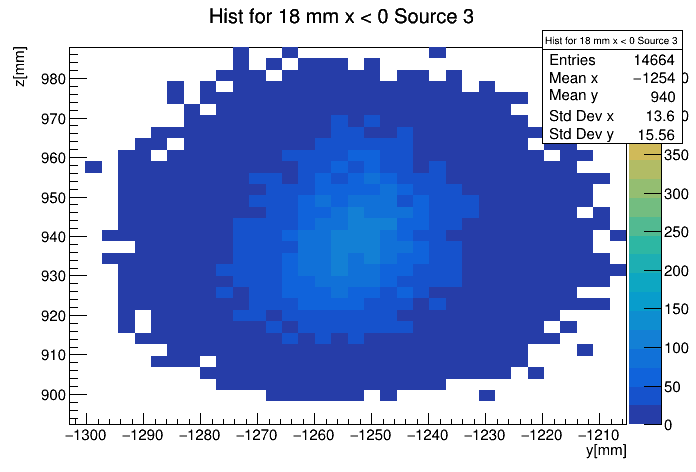 Hist for 18 mm x < 0 Source 3
Hist for 18 mm x < 0 Source 3
Entries 14664
Mean x −1254
Mean y 940
Std Dev x 13.6
Std Dev y 15.56
z[mm]
980
970
960
950
940
930
920
910
900
−1300 −1290 −1280 −1270 −1260 −1250 −1240 −1230 −1220 −1210
y[mm]
350
300
250
200
150
100
50
0